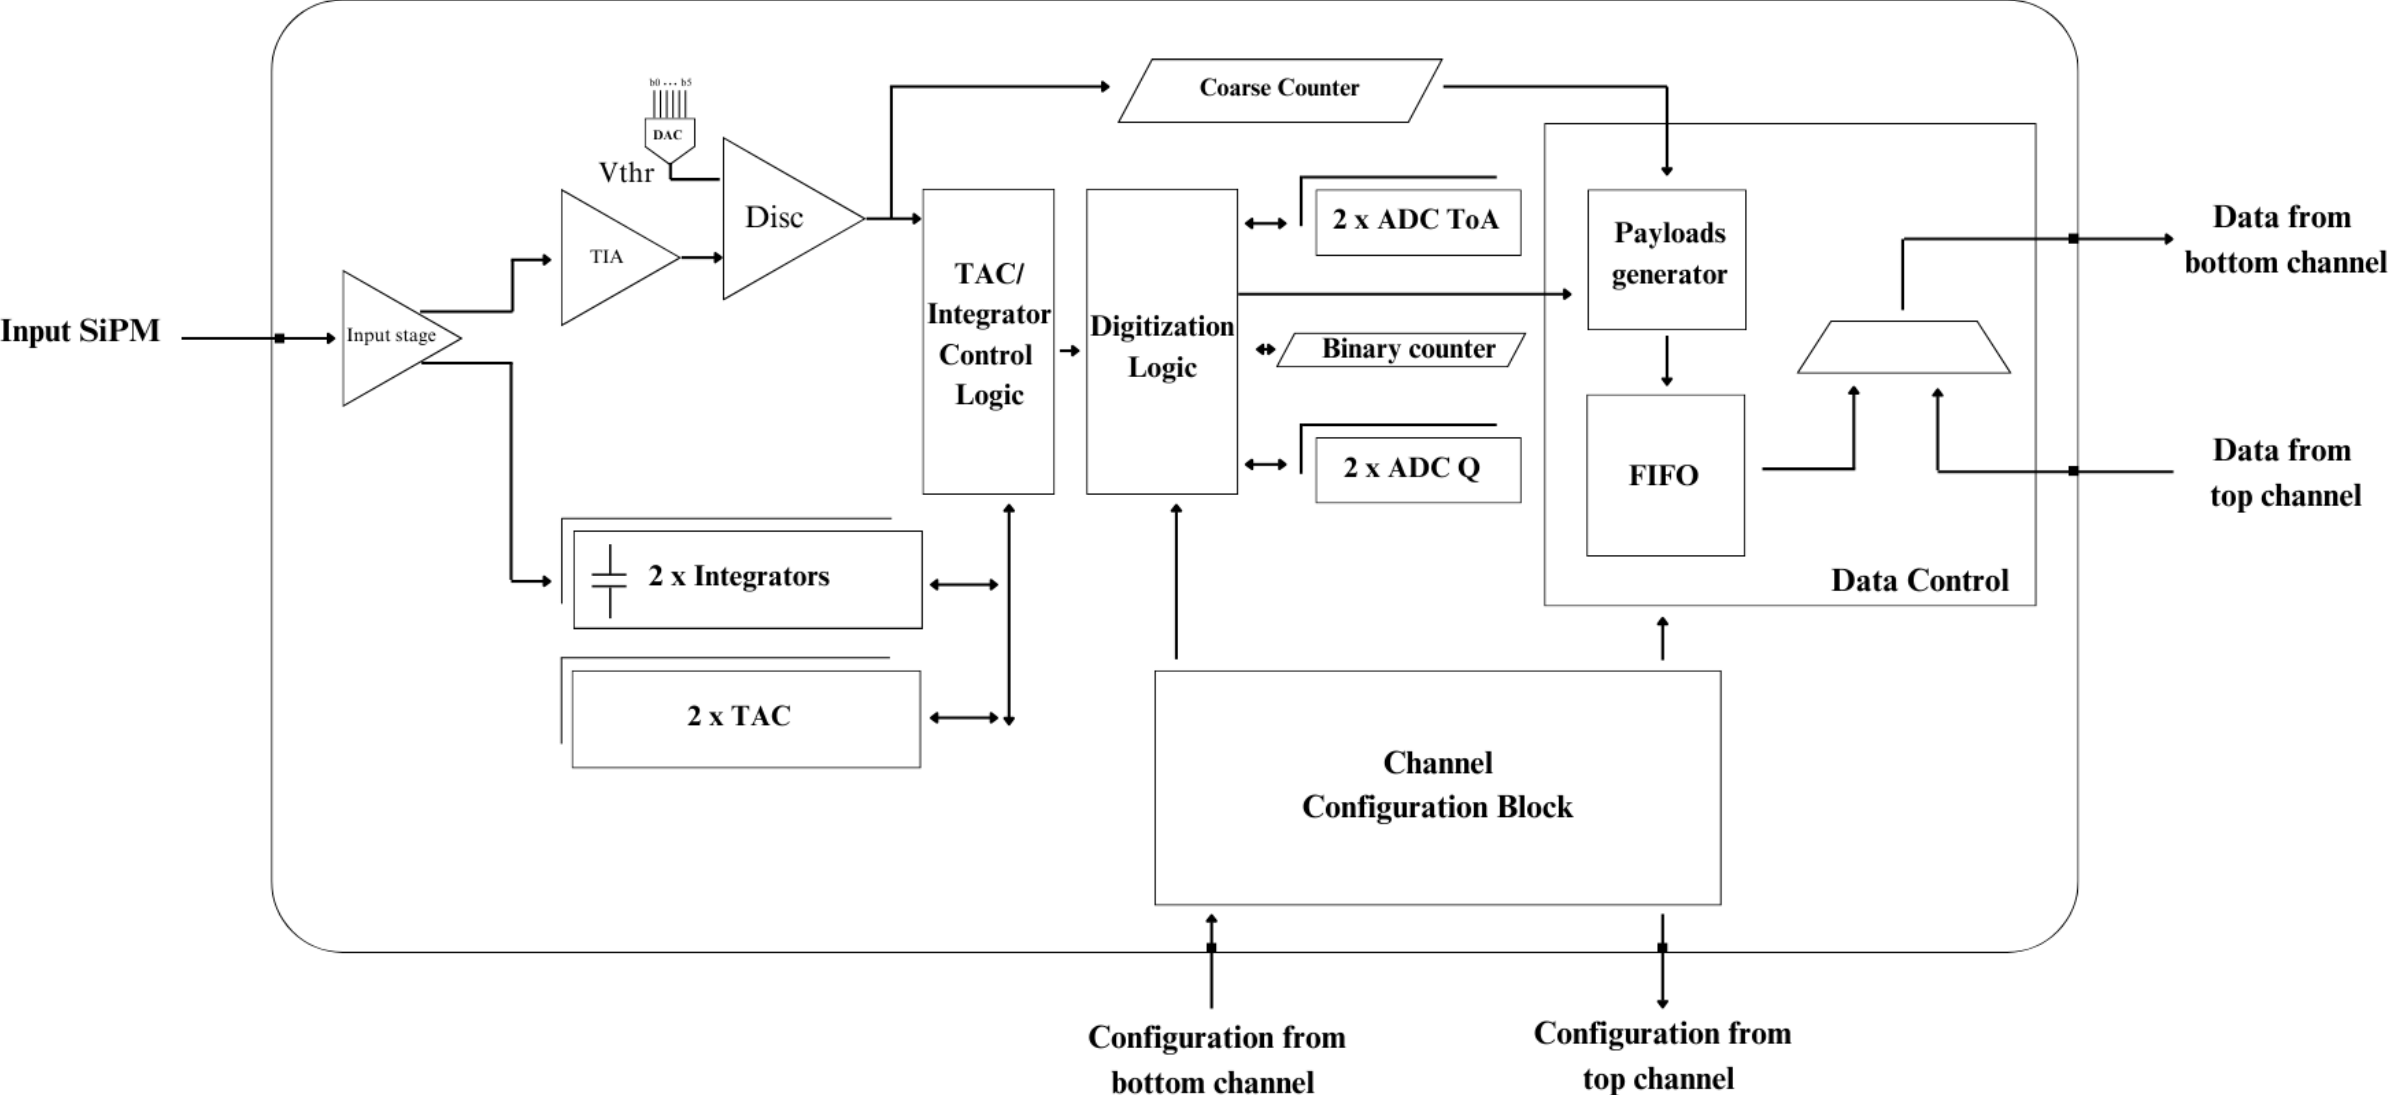 b0 --- b5
DAC
Vthr
Coarse Counter
Disc
TIA
Input stage
Input SiPM
TAC/
Integrator
Control
Logic
Digitization
Logic
2 x ADC ToA
Binary counter
2 x ADC Q
Payloads
generator
FIFO
Data Control
Data from
bottom channel
Data from
top channel
2 x Integrators
2 x TAC
Channel
Configuration Block
Configuration from
bottom channel
Configuration from
top channel